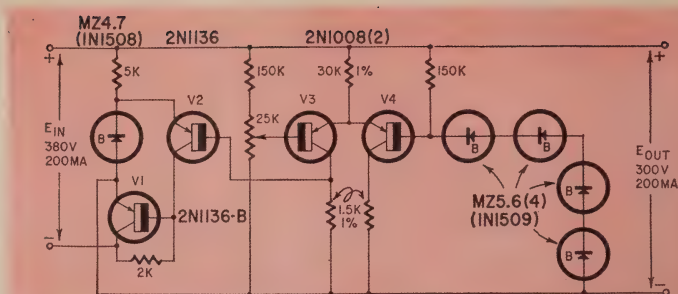 MZ4.7
(IN1508)
2N1136
2N1008(2)
+
+
5K
150K
30K
1%
150K
V2
V3
V4
25K
EIN
380V
200MA
B
B
B
EOUT
300V
200MA
V1
B
MZ5.6(4)
(IN1509)
2N1136-B
1.5K
1%
B
2K
−
−